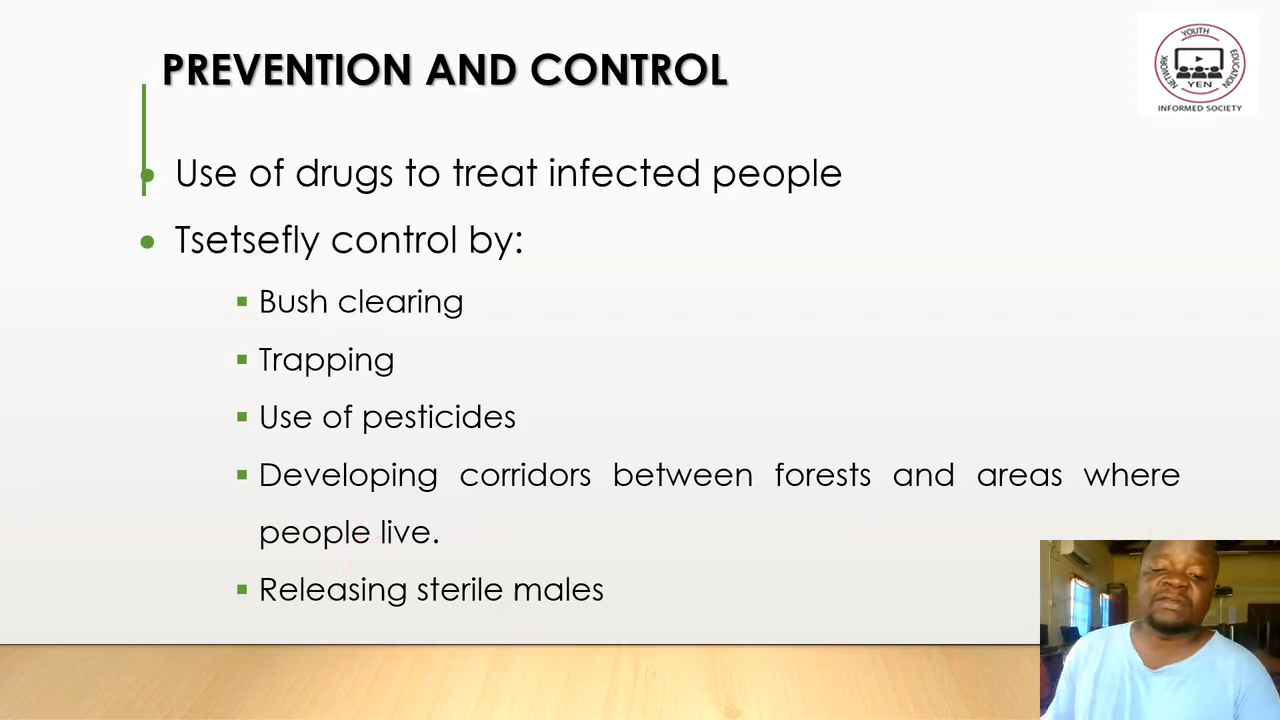 PREVENTION AND CONTROL
YOUTH EDUCATION NETWORK
YEN
INFORMED SOCIETY
Use of drugs to treat infected people
Tsetsefly control by:
Bush clearing
Trapping
Use of pesticides
Developing corridors between forests and areas where
people live.
Releasing sterile males